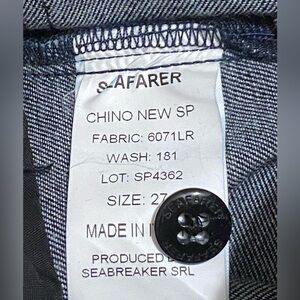 SEAFARER
CHINO NEW SP
FABRIC: 6071LR
WASH: 181
LOT: SP4362
SIZE: 27
MADE IN
PRODUCED
SEABREAKER SRL